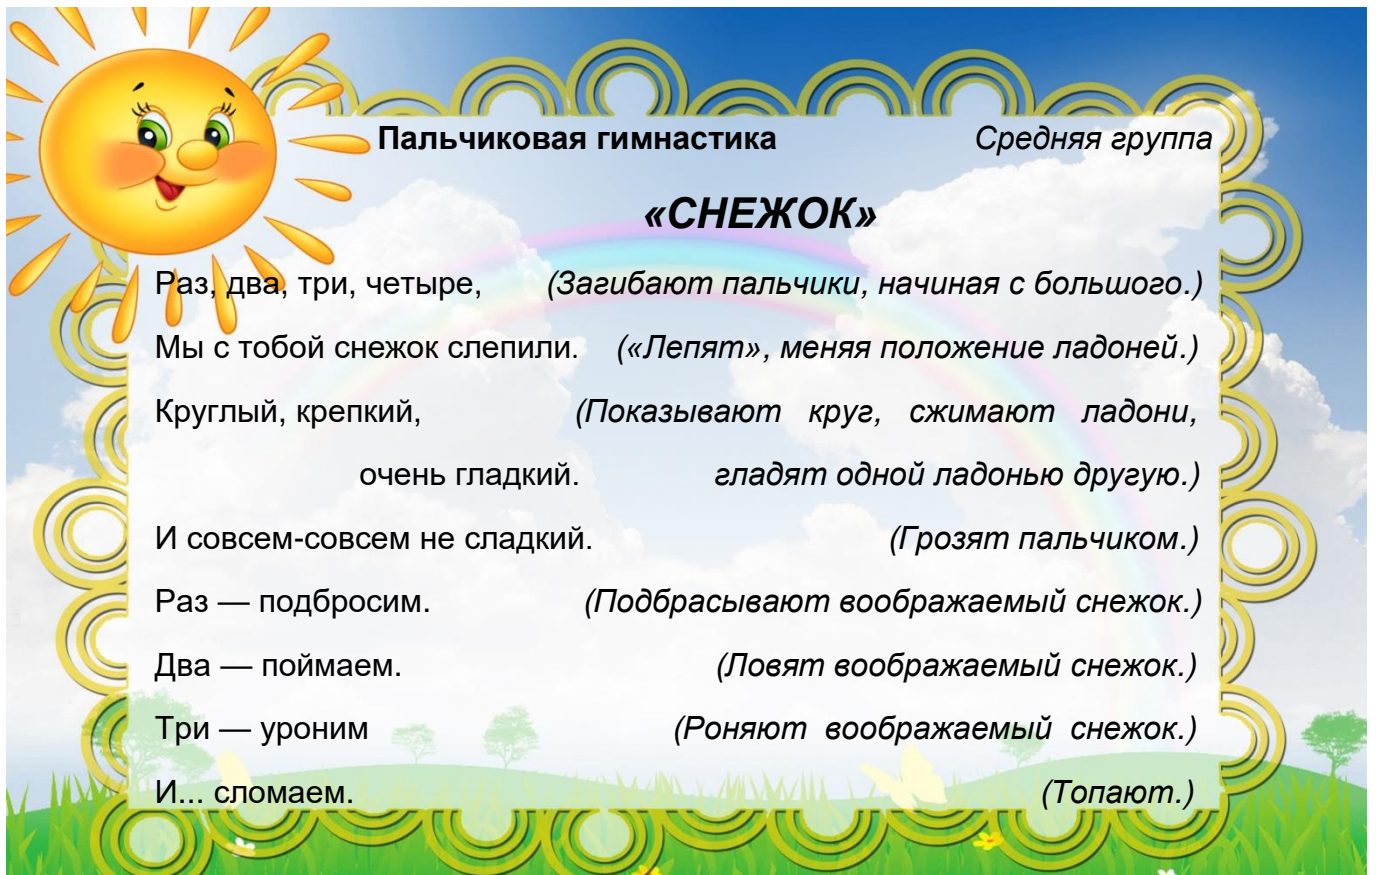 Пальчиковая гимнастика Средняя группа
«СНЕЖОК»
Раз, два, три, четыре, (Загибают пальчики, начиная с большого.)
Мы с тобой снежок слепили. («Лепят», меняя положение ладоней.)
Круглый, крепкий, (Показывают круг, сжимают ладони,
очень гладкий. гладят одной ладонью другую.)
И совсем-совсем не сладкий. (Грозят пальчиком.)
Раз — подбросим. (Подбрасывают воображаемый снежок.)
Два — поймаем. (Ловят воображаемый снежок.)
Три — уроним (Роняют воображаемый снежок.)
И... сломаем. (Топают.)